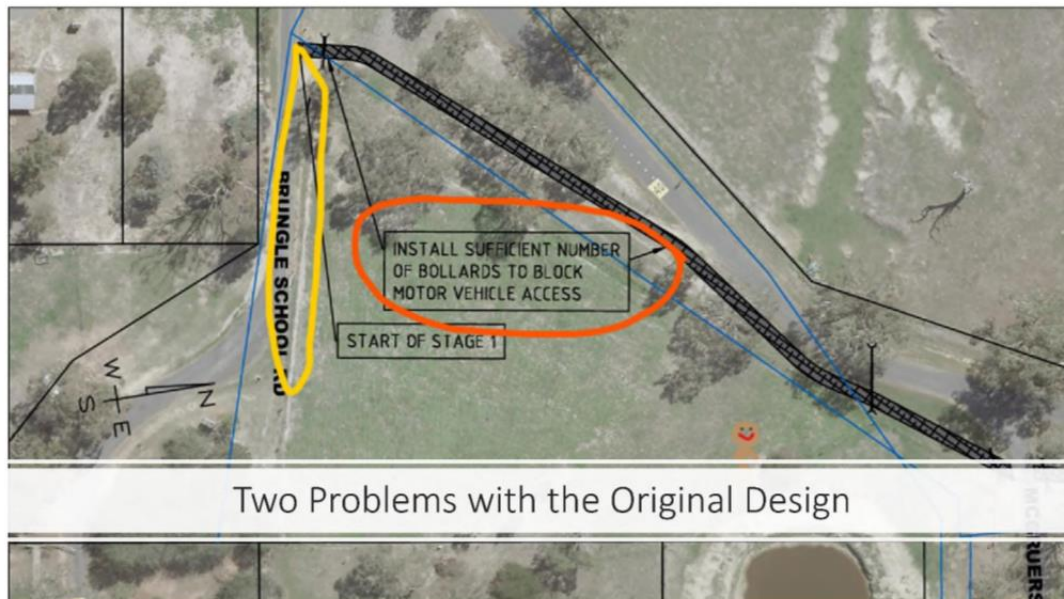 BRUNGLE SCHOOL RD
INSTALL SUFFICIENT NUMBER
OF BOLLARDS TO BLOCK
MOTOR VEHICLE ACCESS
START OF STAGE 1
W
N
S
E
Two Problems with the Original Design